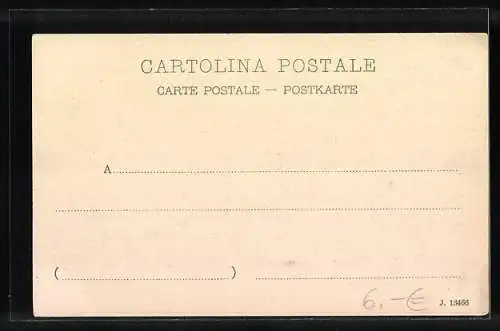 CARTOLINA POSTALE
CARTE POSTALE — POSTKARTE
A
( )
6,-€
J. 13466